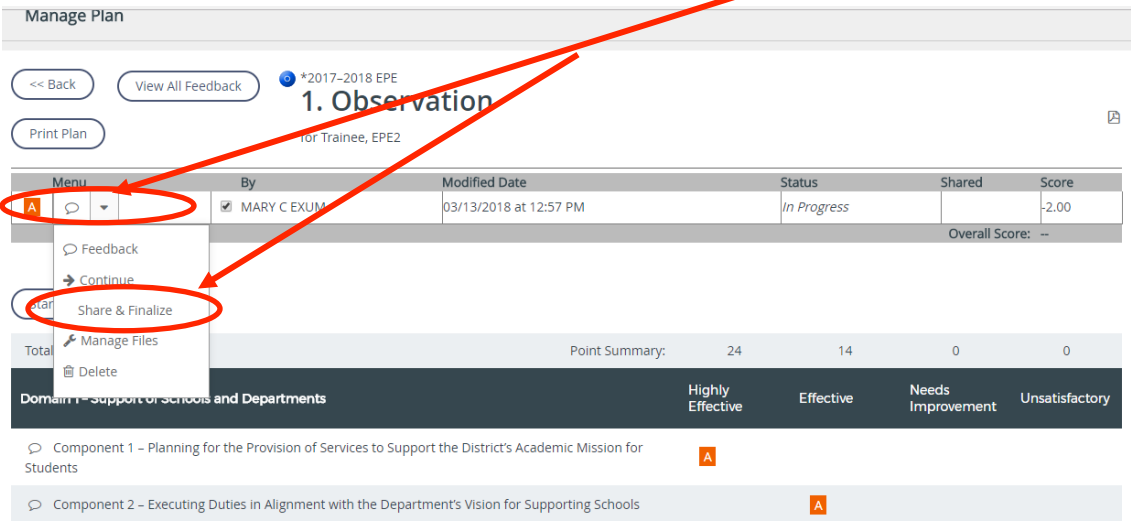 Manage Plan
<< Back
View All Feedback
*2017–2018 EPE
1. Observation
Print Plan
for Trainee, EPE2
Menu By Modified Date Status Shared Score
A MARY C EXUM 03/13/2018 at 12:57 PM In Progress -2.00
Overall Score: --
Feedback
Continue
Share & Finalize
Manage Files
Delete
Total Point Summary: 24 14 0 0
Domain 1 – Support of Schools and Departments Highly Effective Effective Needs Improvement Unsatisfactory
Component 1 – Planning for the Provision of Services to Support the District's Academic Mission for
Students
A
Component 2 – Executing Duties in Alignment with the Department's Vision for Supporting Schools A